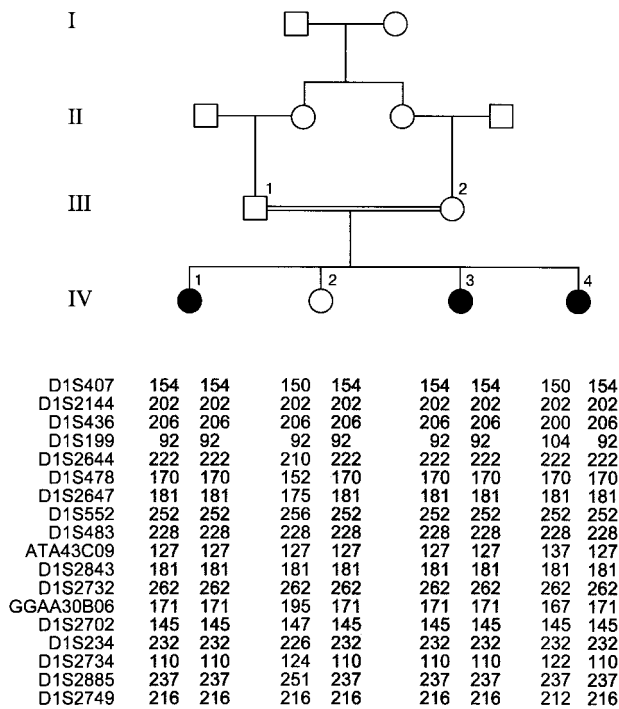 I
II
1 2
III
1 2 3 4
IV
D1S407 154 154 150 154 154 154 150 154
D1S2144 202 202 202 202 202 202 202 202
D1S436 206 206 206 206 206 206 200 206
D1S199 92 92 92 92 92 92 104 92
D1S2644 222 222 210 222 222 222 222 222
D1S478 170 170 152 170 170 170 170 170
D1S2647 181 181 175 181 181 181 181 181
D1S552 252 252 256 252 252 252 252 252
D1S483 228 228 228 228 228 228 228 228
ATA43C09 127 127 127 127 127 127 137 127
D1S2843 181 181 181 181 181 181 181 181
D1S2732 262 262 262 262 262 262 262 262
GGAA30B06 171 171 195 171 171 171 167 171
D1S2702 145 145 147 145 145 145 145 145
D1S234 232 232 226 232 232 232 232 232
D1S2734 110 110 124 110 110 110 122 110
D1S2885 237 237 251 237 237 237 237 237
D1S2749 216 216 216 216 216 216 212 216